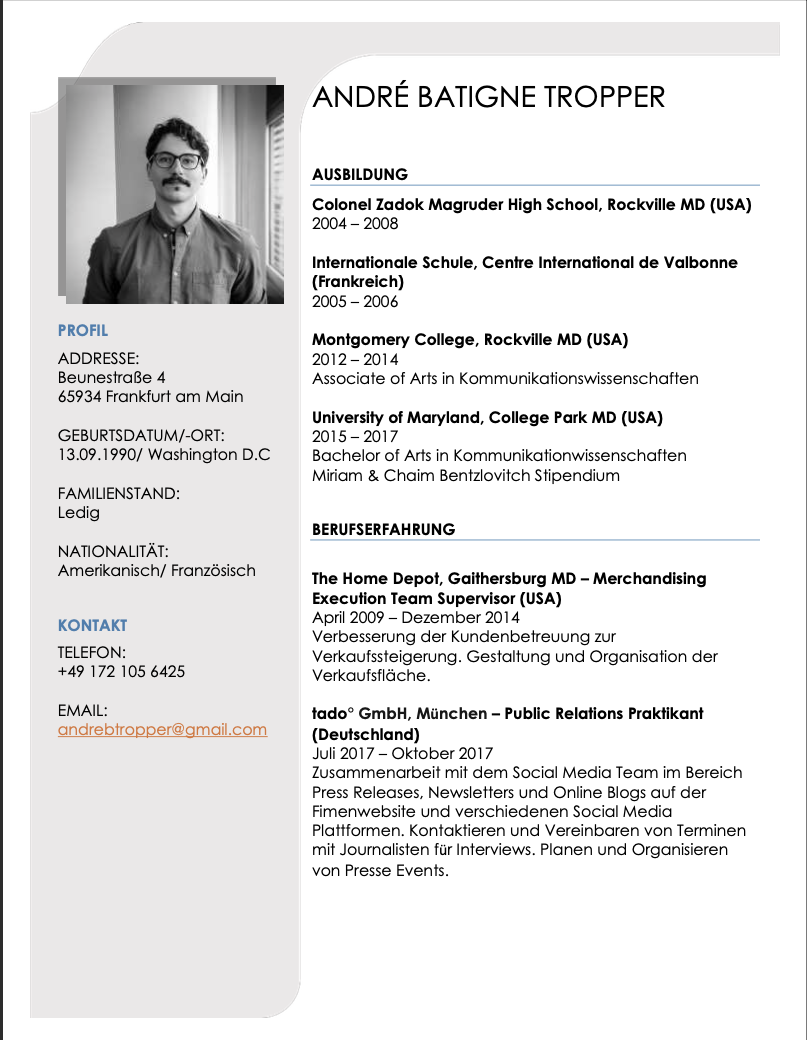 ANDRÉ BATIGNE TROPPER
PROFIL
ADDRESSE:
Beunestraße 4
65934 Frankfurt am Main
GEBURTSDATUM/-ORT:
13.09.1990/ Washington D.C
FAMILIENSTAND:
Ledig
NATIONALITÄT:
Amerikanisch/ Französisch
KONTAKT
TELEFON:
+49 172 105 6425
EMAIL:
andrebtropper@gmail.com
AUSBILDUNG
Colonel Zadok Magruder High School, Rockville MD (USA)
2004 – 2008
Internationale Schule, Centre International de Valbonne
(Frankreich)
2005 – 2006
Montgomery College, Rockville MD (USA)
2012 – 2014
Associate of Arts in Kommunikationswissenschaften
University of Maryland, College Park MD (USA)
2015 – 2017
Bachelor of Arts in Kommunikationwissenschaften
Miriam & Chaim Bentzlovitch Stipendium
BERUFSERFAHRUNG
The Home Depot, Gaithersburg MD – Merchandising
Execution Team Supervisor (USA)
April 2009 – Dezember 2014
Verbesserung der Kundenbetreuung zur
Verkaufssteigerung. Gestaltung und Organisation der
Verkaufsfläche.
tado° GmbH, München – Public Relations Praktikant
(Deutschland)
Juli 2017 – Oktober 2017
Zusammenarbeit mit dem Social Media Team im Bereich
Press Releases, Newsletters und Online Blogs auf der
Fimenwebsite und verschiedenen Social Media
Plattformen. Kontaktieren und Vereinbaren von Terminen
mit Journalisten für Interviews. Planen und Organisieren
von Presse Events.